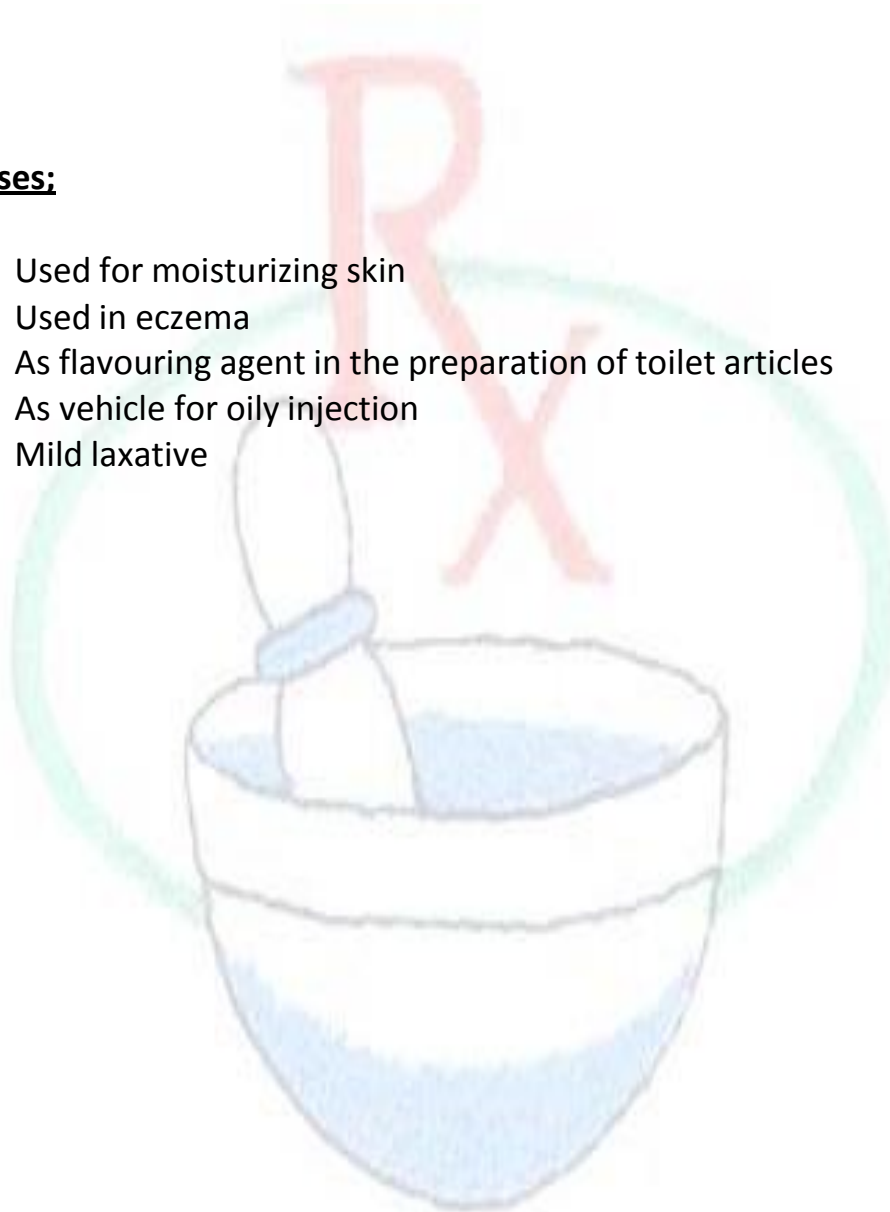 ses;
Used for moisturizing skin
Used in eczema
As flavouring agent in the preparation of toilet articles
As vehicle for oily injection
Mild laxative
Rx